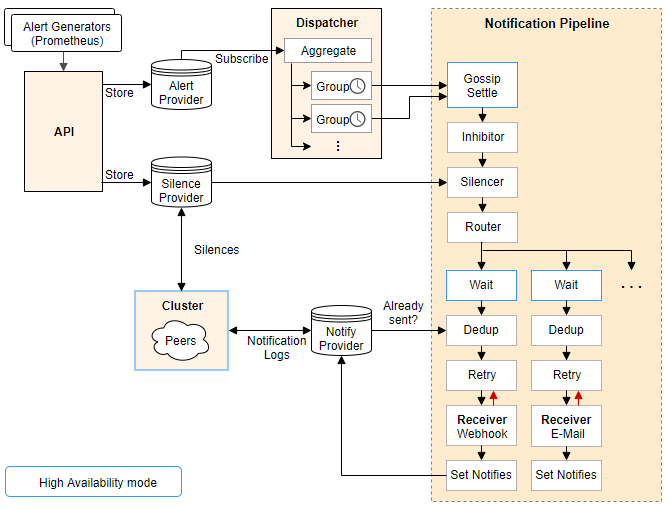 Alert Generators
(Prometheus)
API
Store
Alert
Provider
Subscribe
Dispatcher
Aggregate
Group
Group
Notification Pipeline
Gossip
Settle
Inhibitor
Store
Silence
Provider
Silencer
Router
Silences
Wait
Wait
. . .
Cluster
Peers
Notification
Logs
Notify
Provider
Already
sent?
Dedup
Dedup
Retry
Retry
Receiver
Webhook
Receiver
E-Mail
Set Notifies
Set Notifies
High Availability mode